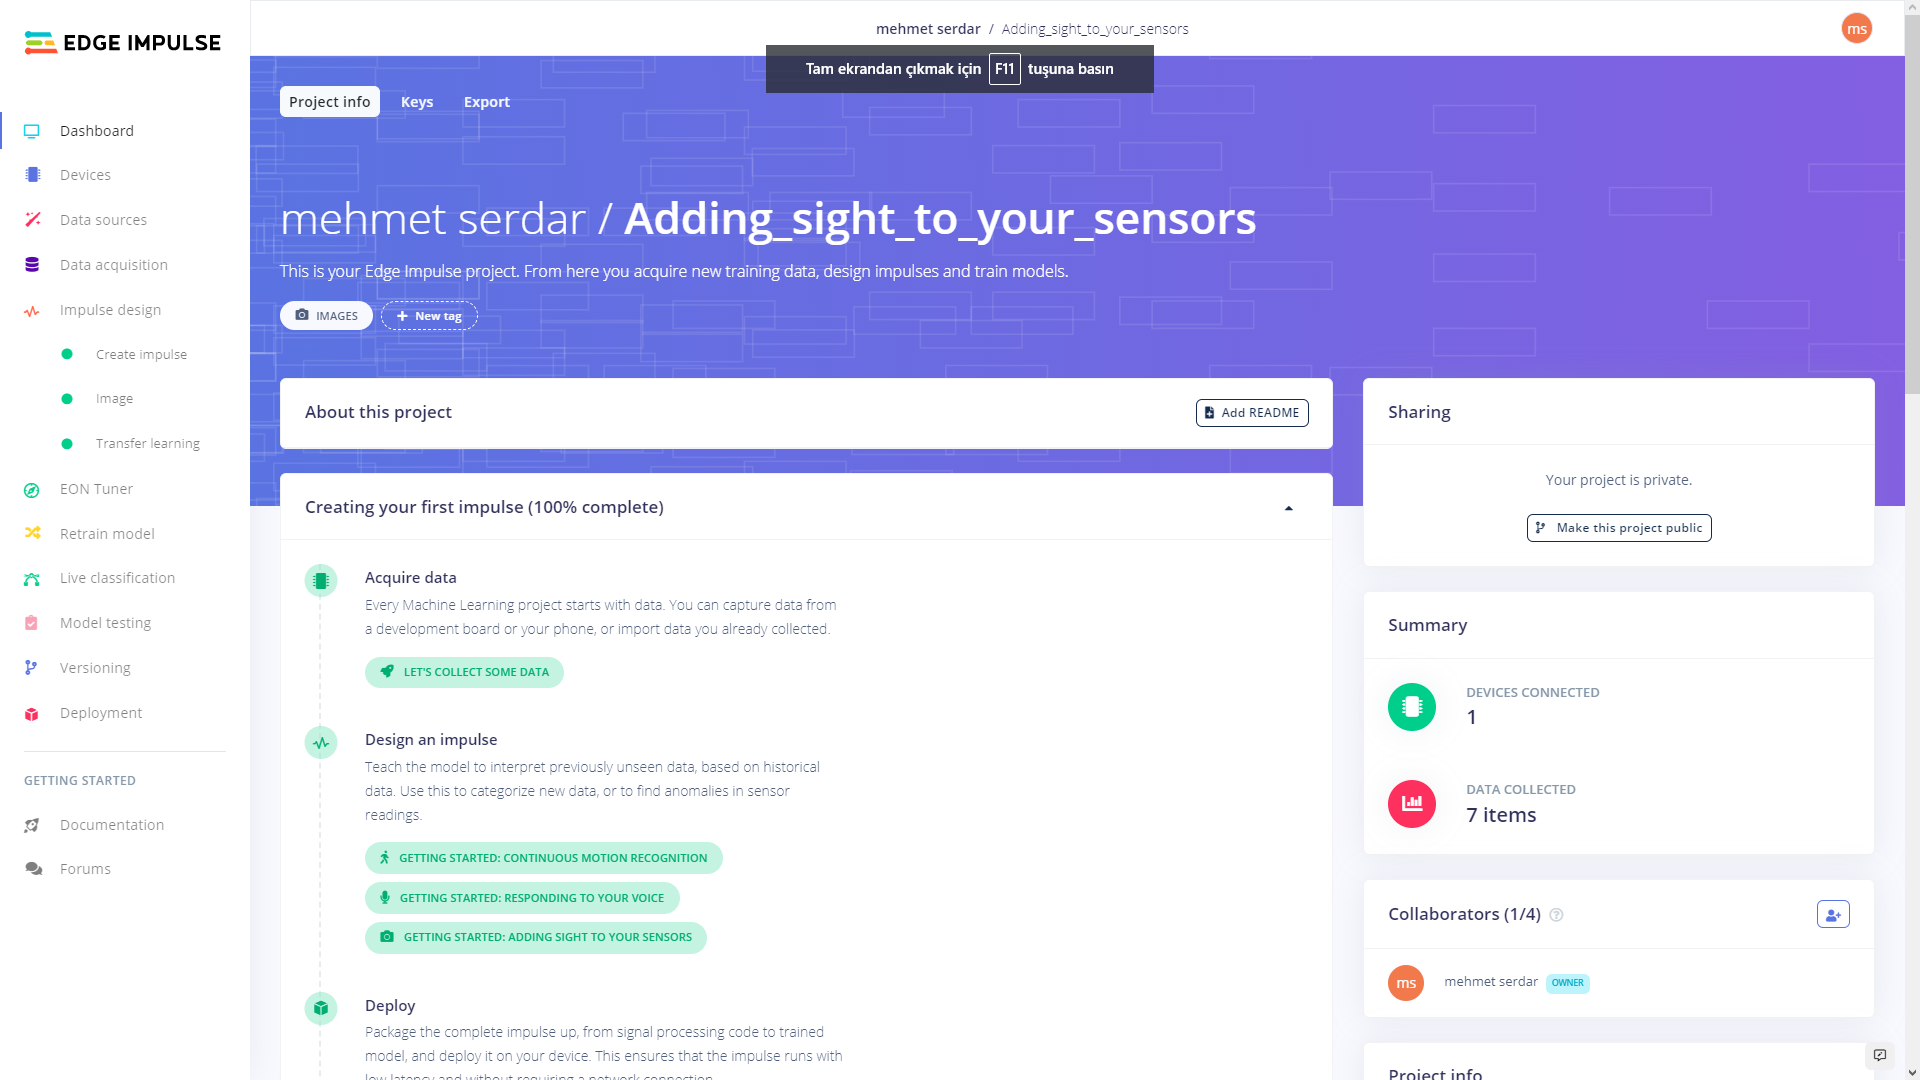 EDGE IMPULSE
mehmet serdar / Adding_sight_to_your_sensors
ms
Tam ekrandan çıkmak için F11 tuşuna basın
Project info
Keys
Export
Dashboard
Devices
Data sources
Data acquisition
Impulse design
Create impulse
Image
Transfer learning
EON Tuner
Retrain model
Live classification
Model testing
Versioning
Deployment
GETTING STARTED
Documentation
Forums
mehmet serdar / Adding_sight_to_your_sensors
This is your Edge Impulse project. From here you acquire new training data, design impulses and train models.
IMAGES
New tag
About this project
Add README
Creating your first impulse (100% complete)
Acquire data
Every Machine Learning project starts with data. You can capture data from
a development board or your phone, or import data you already collected.
LET'S COLLECT SOME DATA
Design an impulse
Teach the model to interpret previously unseen data, based on historical
data. Use this to categorize new data, or to find anomalies in sensor
readings.
GETTING STARTED: CONTINUOUS MOTION RECOGNITION
GETTING STARTED: RESPONDING TO YOUR VOICE
GETTING STARTED: ADDING SIGHT TO YOUR SENSORS
Deploy
Package the complete impulse up, from signal processing code to trained
model, and deploy it on your device. This ensures that the impulse runs with
low latency and without requiring a network connection.
Sharing
Your project is private.
Make this project public
Summary
DEVICES CONNECTED
1
DATA COLLECTED
7 items
Collaborators (1/4)
ms
mehmet serdar OWNER
Project info